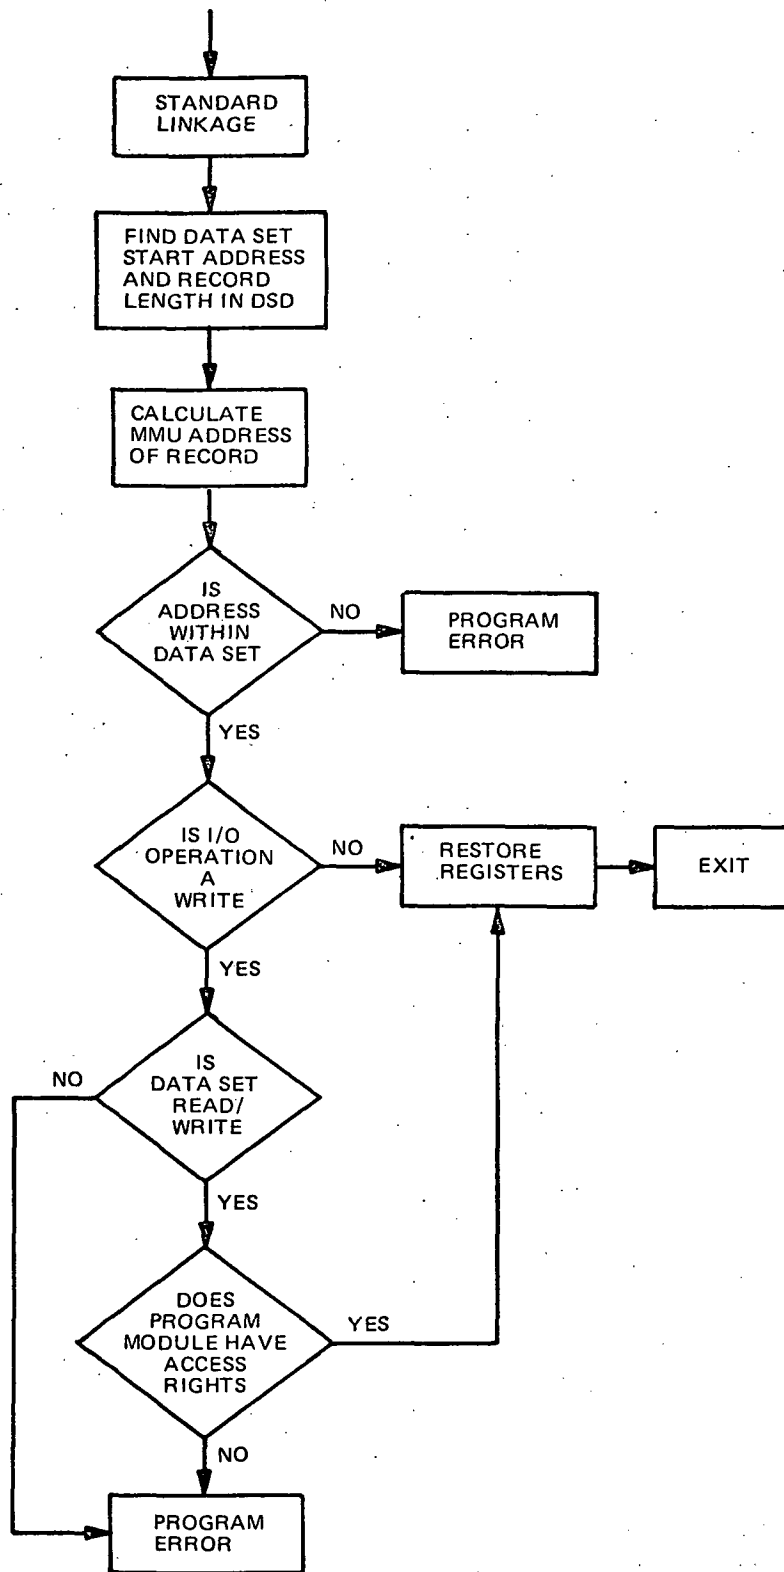 STANDARD
LINKAGE
FIND DATA SET
START ADDRESS
AND RECORD
LENGTH IN DSD
CALCULATE
MMU ADDRESS
OF RECORD
IS
ADDRESS
WITHIN
DATA SET
NO
PROGRAM
ERROR
YES
IS I/O
OPERATION
A
WRITE
NO
RESTORE
REGISTERS
EXIT
YES
IS
DATA SET
READ/
WRITE
NO
YES
DOES
PROGRAM
MODULE HAVE
ACCESS
RIGHTS
YES
NO
PROGRAM
ERROR